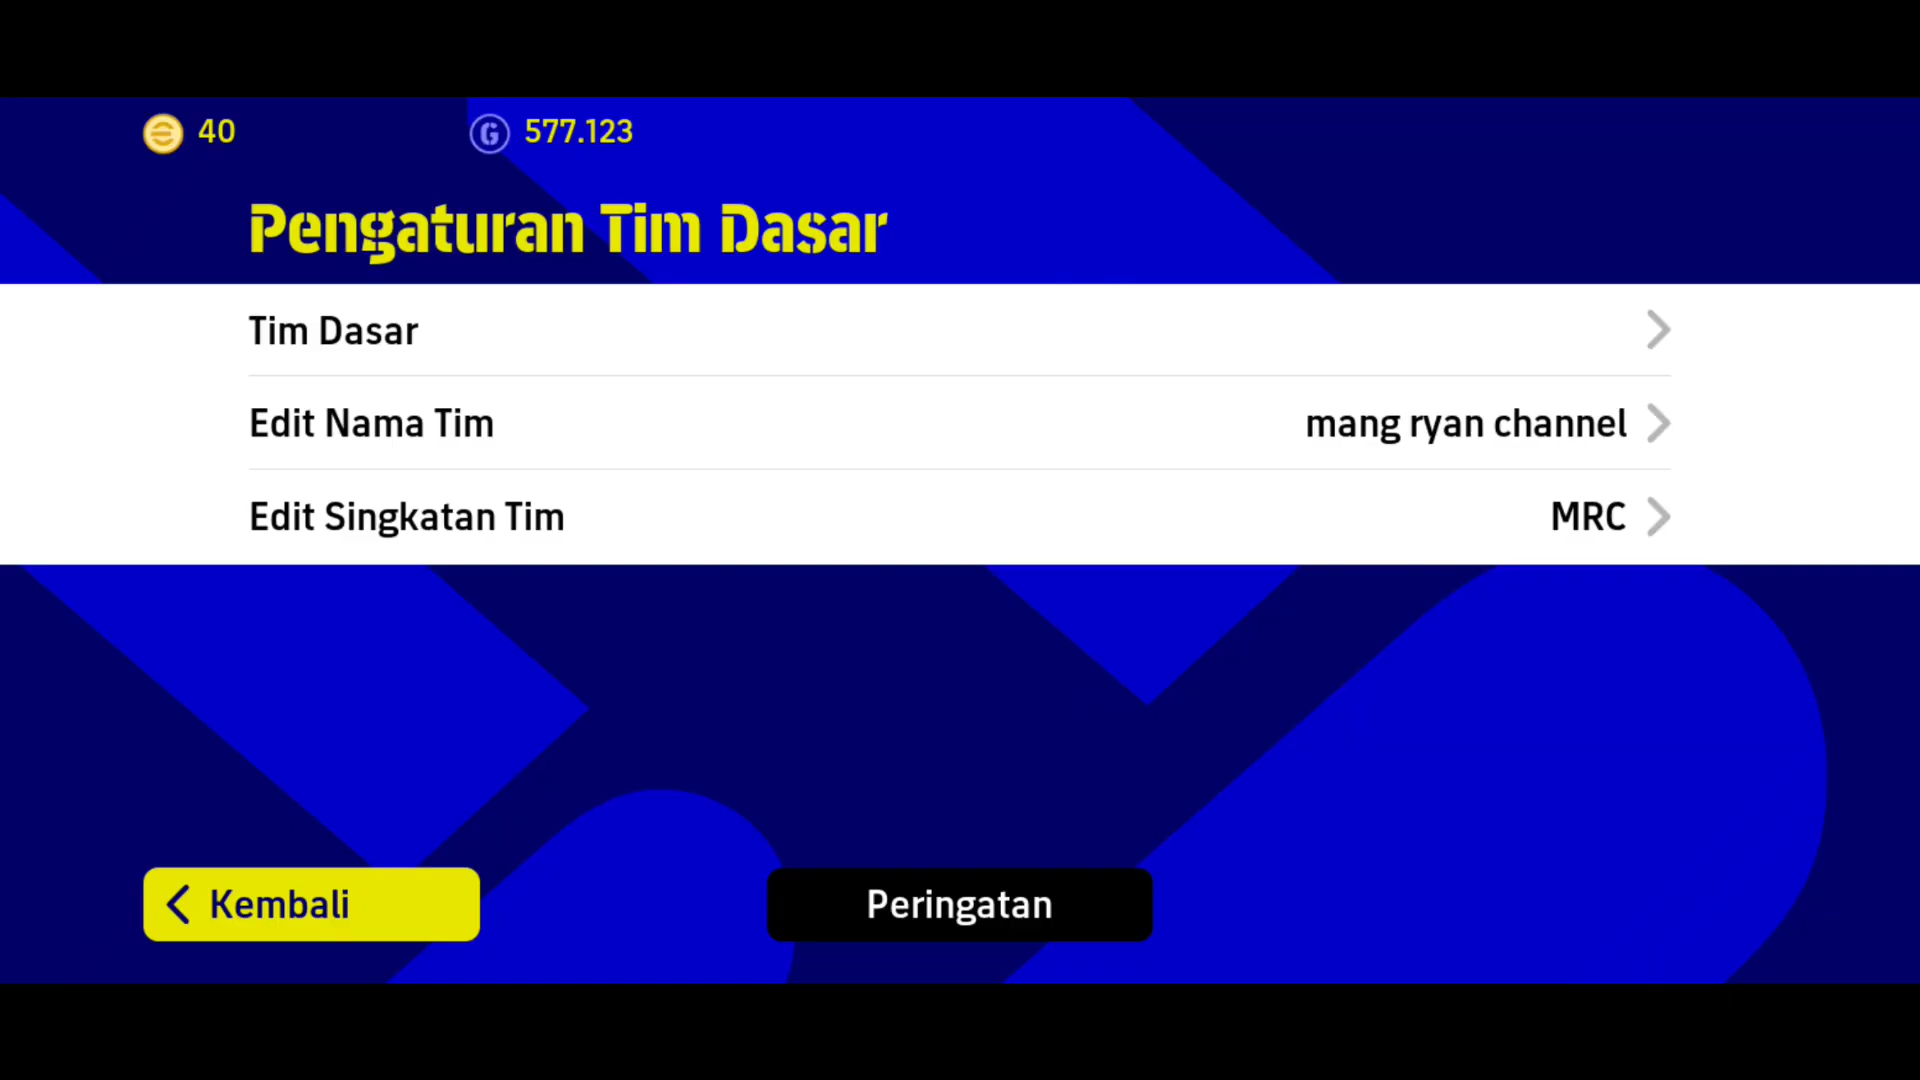 40
577.123
Pengaturan Tim Dasar
Tim Dasar
Edit Nama Tim mang ryan channel
Edit Singkatan Tim MRC
Kembali
Peringatan